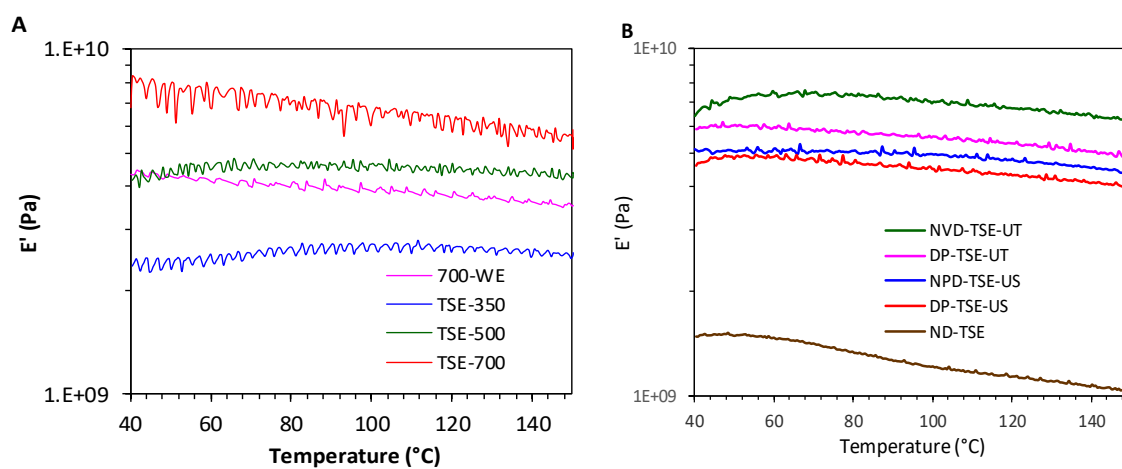 A
1.E+10
E' (Pa)
1.E+09
700-WE
TSE-350
TSE-500
TSE-700
40 60 80 100 120 140
Temperature (°C)
B
1E+10
E' (Pa)
1E+09
NVD-TSE-UT
DP-TSE-UT
NPD-TSE-US
DP-TSE-US
ND-TSE
40 60 80 100 120 140
Temperature (°C)